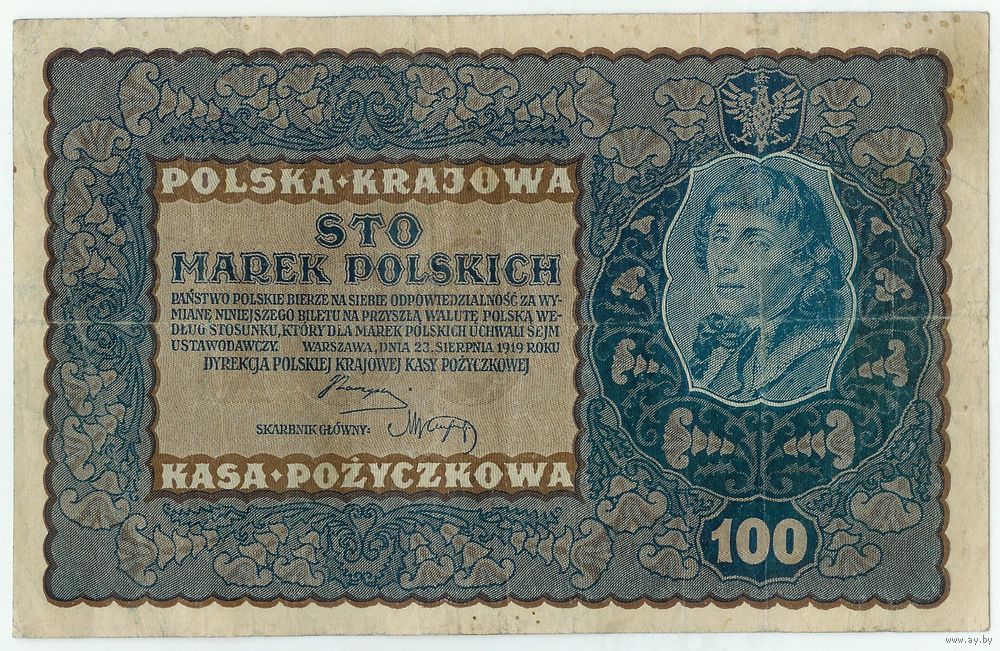 POLSKA·KRAJOWA
STO
MAREK POLSKICH
PAŃSTWO POLSKIE BIERZE NA SIEBIE ODPOWIEDZIALNOŚĆ ZA WY-
MIANĘ NINIEJSZEGO BILETU NA PRZYSZŁĄ WALUTĘ POLSKĄ WE-
DŁUG STOSUNKU, KTÓRY DLA MAREK POLSKICH UCHWALI SEJM
USTAWODAWCZY. WARSZAWA, DNIA 23. SIERPNIA 1919 ROKU
DYREKCJA POLSKIEJ KRAJOWEJ KASY POŻYCZKOWEJ
SKARBNIK GŁÓWNY:
KASA·POŻYCZKOWA
100
www.ay.by